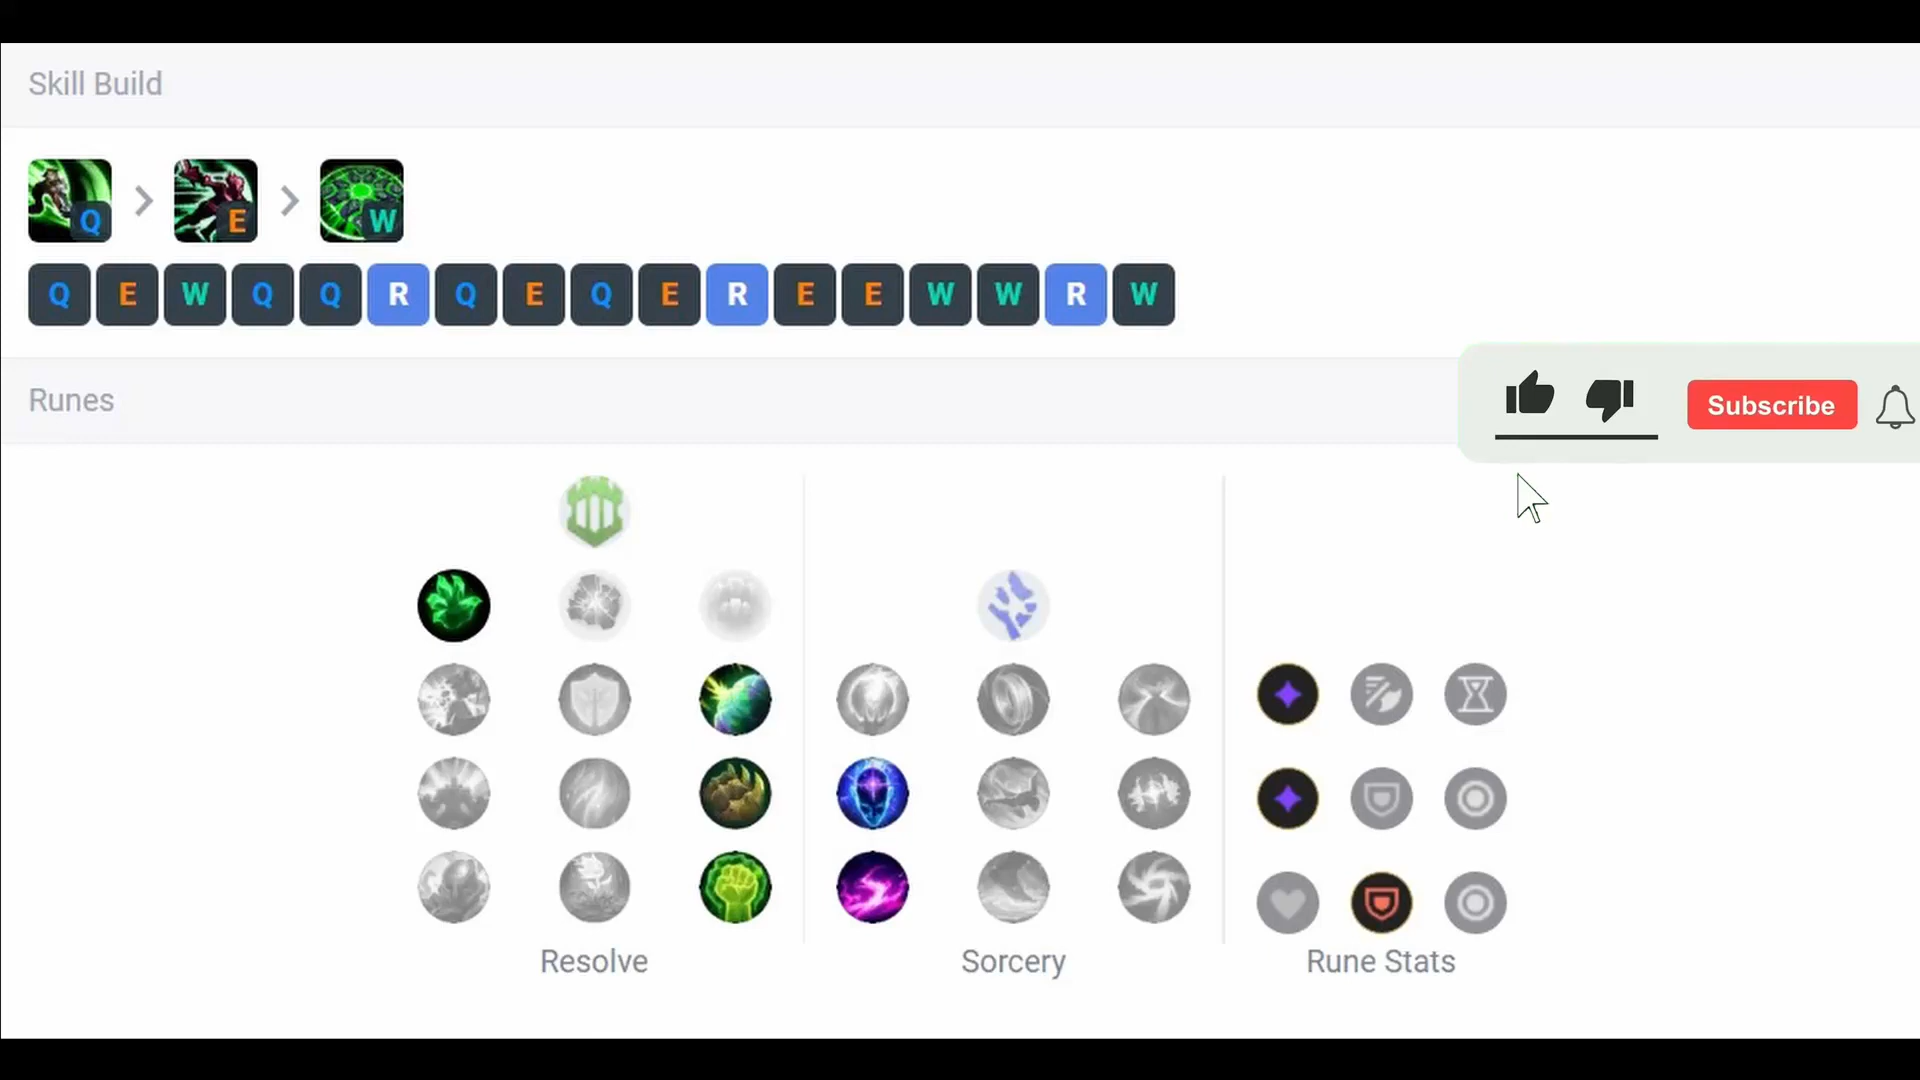 Skill Build
Q E W
Q E W Q Q R Q E Q E R E E W W R W
Runes
Subscribe
Resolve Sorcery Rune Stats